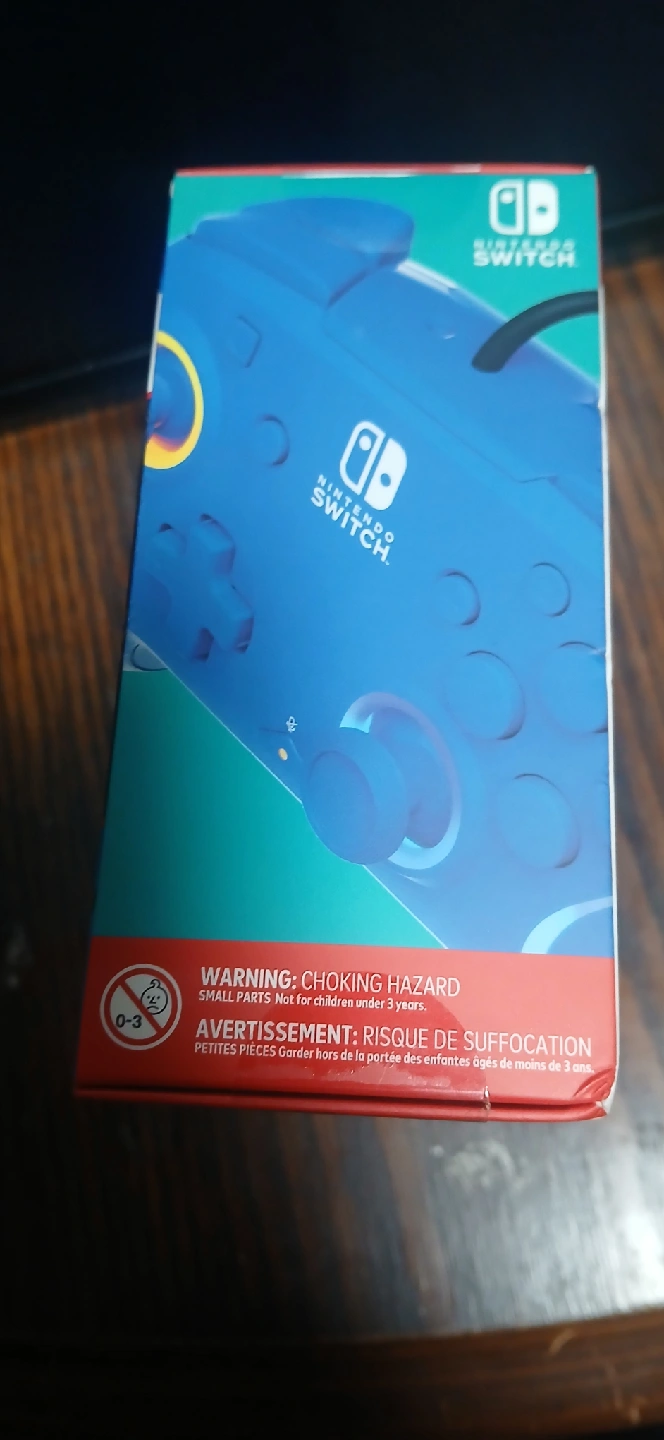 NINTENDO
SWITCH
NINTENDO
SWITCH
WARNING: CHOKING HAZARD
SMALL PARTS Not for children under 3 years.
0-3
AVERTISSEMENT: RISQUE DE SUFFOCATION
PETITES PIÈCES Garder hors de la portée des enfantes âgés de moins de 3 ans.